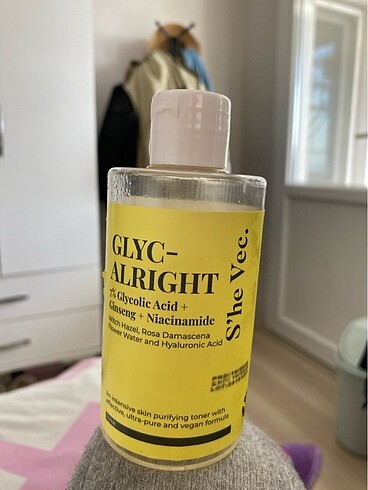 GLYC-
ALRIGHT
7% Glycolic Acid +
Ginseng + Niacinamide
Witch Hazel, Rosa Damascena
Flower Water and Hyaluronic Acid
S'he Vec.
An intensive skin purifying toner with
effective, ultra-pure and vegan formula